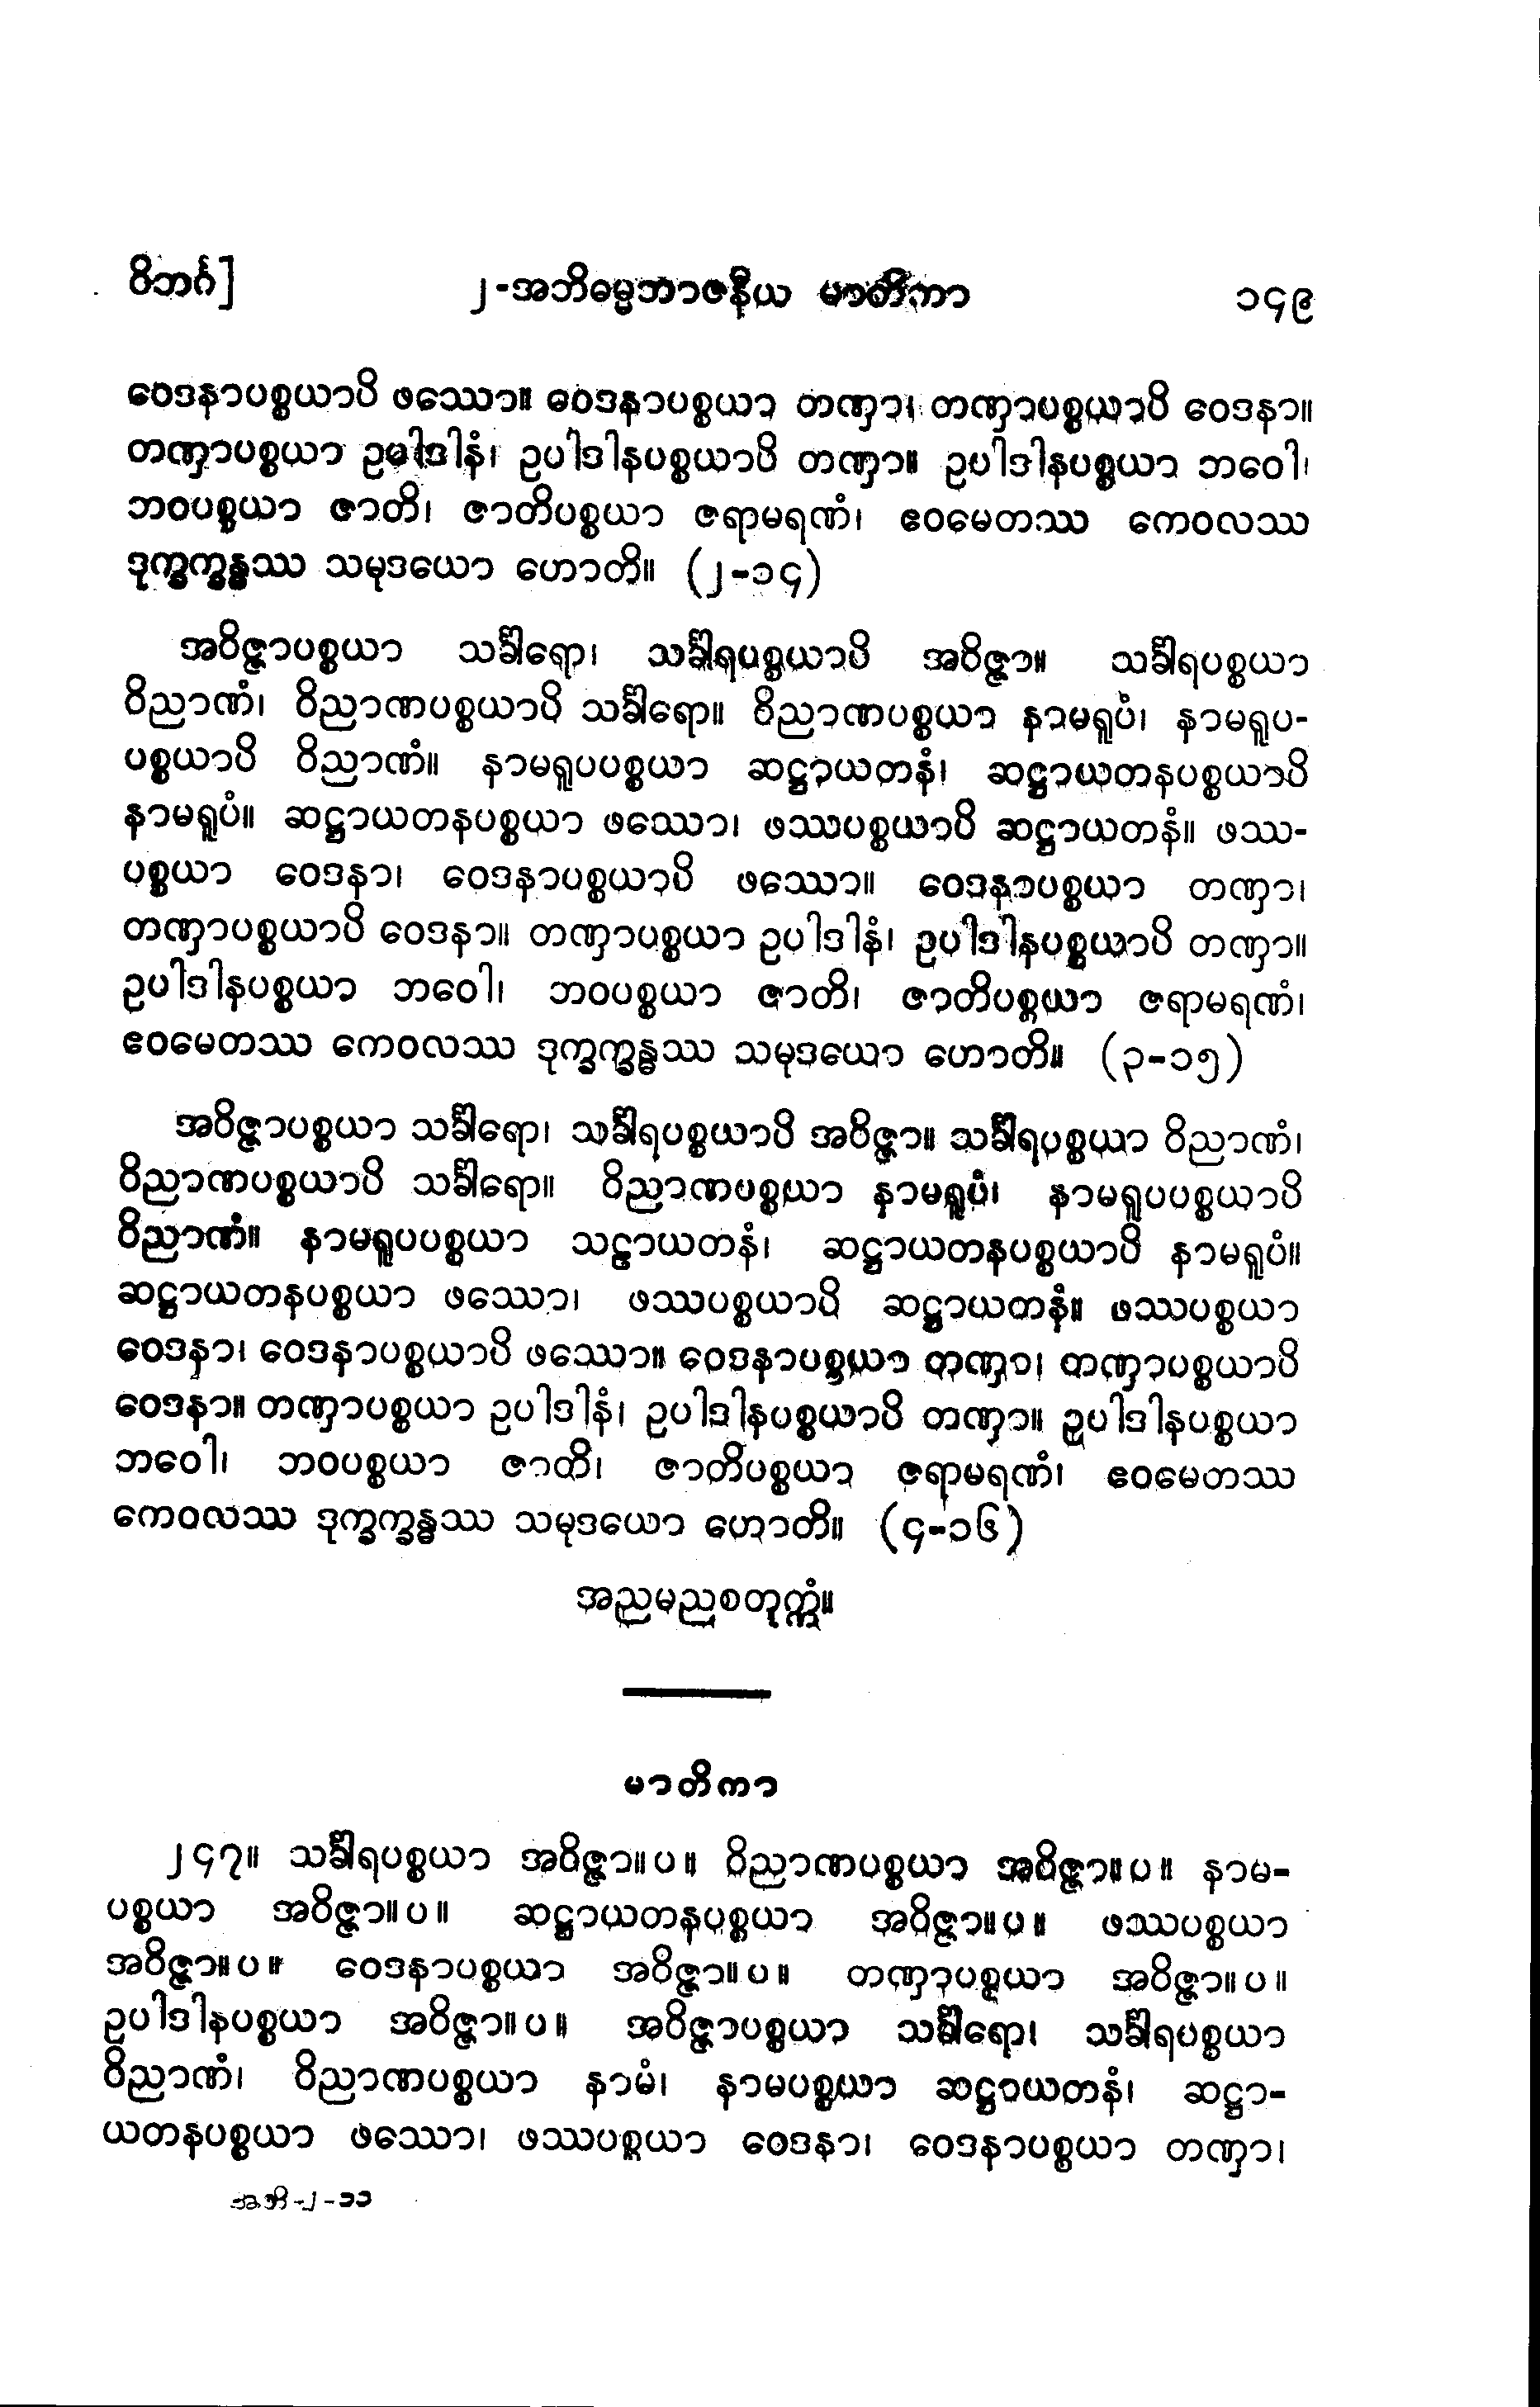 ဝိဘင်္ဂ]
၂-အဘိဓမ္မဘာဇနီယ မာတိကာ
၁၄၉
ဝေဒနာပစ္စယာပိ ဖဿော။ ဝေဒနာပစ္စယာ တဏှာ၊ တဏှာပစ္စယာပိ ဝေဒနာ။
တဏှာပစ္စယာ ဥပါဒါနံ၊ ဥပါဒါနပစ္စယာပိ တဏှာ။ ဥပါဒါနပစ္စယာ ဘဝေါ၊
ဘဝပစ္စယာ ဇာတိ၊ ဇာတိပစ္စယာ ဇရာမရဏံ၊ ဧဝမေတဿ ကေဝလဿ
ဒုက္ခက္ခန္ဓဿ သမုဒယော ဟောတိ။ (၂-၁၄)
အဝိဇ္ဇာပစ္စယာ သင်္ခါရော၊ သင်္ခါရပစ္စယာပိ အဝိဇ္ဇာ။ သင်္ခါရပစ္စယာ
ဝိညာဏံ၊ ဝိညာဏပစ္စယာပိ သင်္ခါရော။ ဝိညာဏပစ္စယာ နာမရူပံ၊ နာမရူပ-
ပစ္စယာပိ ဝိညာဏံ။ နာမရူပပစ္စယာ ဆဋ္ဌာယတနံ၊ ဆဋ္ဌာယတနပစ္စယာပိ
နာမရူပံ။ ဆဋ္ဌာယတနပစ္စယာ ဖဿော၊ ဖဿပစ္စယာပိ ဆဋ္ဌာယတနံ။ ဖဿ-
ပစ္စယာ ဝေဒနာ၊ ဝေဒနာပစ္စယာပိ ဖဿော။ ဝေဒနာပစ္စယာ တဏှာ၊
တဏှာပစ္စယာပိ ဝေဒနာ။ တဏှာပစ္စယာ ဥပါဒါနံ၊ ဥပါဒါနပစ္စယာပိ တဏှာ။
ဥပါဒါနပစ္စယာ ဘဝေါ၊ ဘဝပစ္စယာ ဇာတိ၊ ဇာတိပစ္စယာ ဇရာမရဏံ၊
ဧဝမေတဿ ကေဝလဿ ဒုက္ခက္ခန္ဓဿ သမုဒယော ဟောတိ။ (၃-၁၅)
အဝိဇ္ဇာပစ္စယာ သင်္ခါရော၊ သင်္ခါရပစ္စယာပိ အဝိဇ္ဇာ။ သင်္ခါရပစ္စယာ ဝိညာဏံ၊
ဝိညာဏပစ္စယာပိ သင်္ခါရော။ ဝိညာဏပစ္စယာ နာမရူပံ၊ နာမရူပပစ္စယာပိ
ဝိညာဏံ။ နာမရူပပစ္စယာ သဠာယတနံ၊ ဆဋ္ဌာယတနပစ္စယာပိ နာမရူပံ။
ဆဋ္ဌာယတနပစ္စယာ ဖဿော၊ ဖဿပစ္စယာပိ ဆဋ္ဌာယတနံ။ ဖဿပစ္စယာ
ဝေဒနာ၊ ဝေဒနာပစ္စယာပိ ဖဿော။ ဝေဒနာပစ္စယာ တဏှာ၊ တဏှာပစ္စယာပိ
ဝေဒနာ။ တဏှာပစ္စယာ ဥပါဒါနံ၊ ဥပါဒါနပစ္စယာပိ တဏှာ။ ဥပါဒါနပစ္စယာ
ဘဝေါ၊ ဘဝပစ္စယာ ဇာတိ၊ ဇာတိပစ္စယာ ဇရာမရဏံ၊ ဧဝမေတဿ
ကေဝလဿ ဒုက္ခက္ခန္ဓဿ သမုဒယော ဟောတိ။ (၄-၁၆)
အညမညစတုက္ကံ။
မာတိကာ
၂၄၇။ သင်္ခါရပစ္စယာ အဝိဇ္ဇာ။ပ။ ဝိညာဏပစ္စယာ အဝိဇ္ဇာ။ပ။ နာမ-
ပစ္စယာ အဝိဇ္ဇာ။ပ။ ဆဋ္ဌာယတနပစ္စယာ အဝိဇ္ဇာ။ပ။ ဖဿပစ္စယာ
အဝိဇ္ဇာ။ပ။ ဝေဒနာပစ္စယာ အဝိဇ္ဇာ။ပ။ တဏှာပစ္စယာ အဝိဇ္ဇာ။ပ။
ဥပါဒါနပစ္စယာ အဝိဇ္ဇာ။ပ။ အဝိဇ္ဇာပစ္စယာ သင်္ခါရော၊ သင်္ခါရပစ္စယာ
ဝိညာဏံ၊ ဝိညာဏပစ္စယာ နာမံ၊ နာမပစ္စယာ ဆဋ္ဌာယတနံ၊ ဆဋ္ဌာ-
ယတနပစ္စယာ ဖဿော၊ ဖဿပစ္စယာ ဝေဒနာ၊ ဝေဒနာပစ္စယာ တဏှာ၊
အဘိ-၂-၁၁